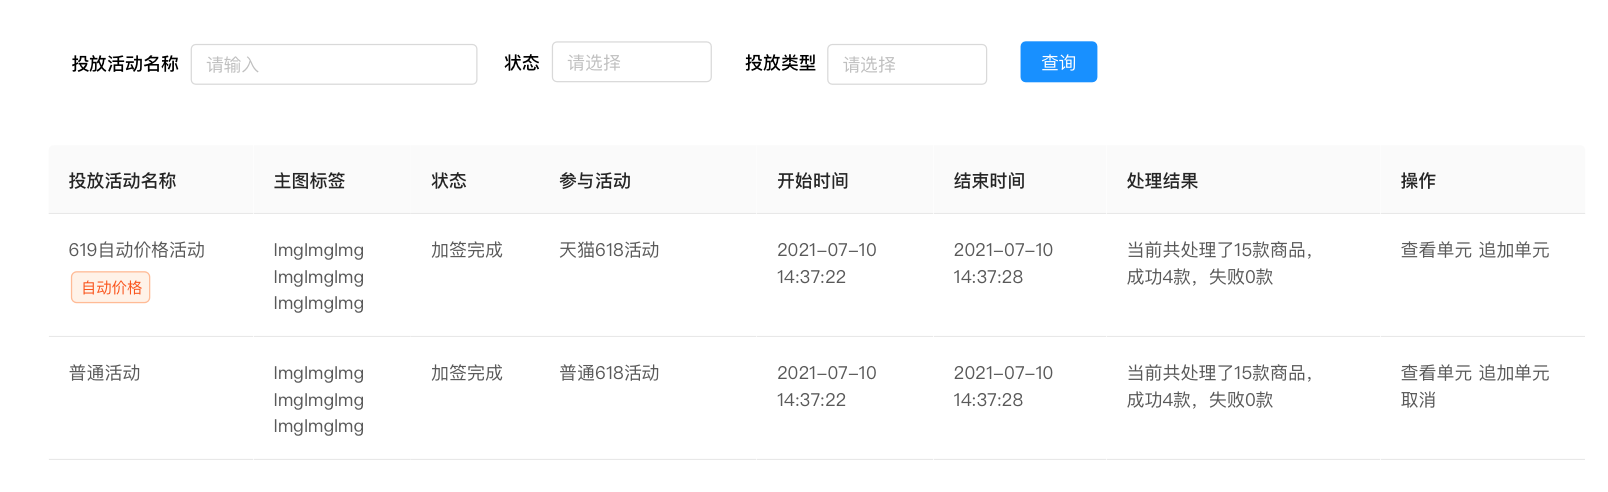 投放活动名称 请输入 状态 请选择 投放类型 请选择 查询
投放活动名称 主图标签 状态 参与活动 开始时间 结束时间 处理结果 操作
619自动价格活动 ImgImgImg 加签完成 天猫618活动 2021-07-10 2021-07-10 当前共处理了15款商品， 查看单元 追加单元
自动价格 ImgImgImg 14:37:22 14:37:28 成功4款，失败0款
ImgImgImg
普通活动 ImgImgImg 加签完成 普通618活动 2021-07-10 2021-07-10 当前共处理了15款商品， 查看单元 追加单元
ImgImgImg 14:37:22 14:37:28 成功4款，失败0款 取消
ImgImgImg